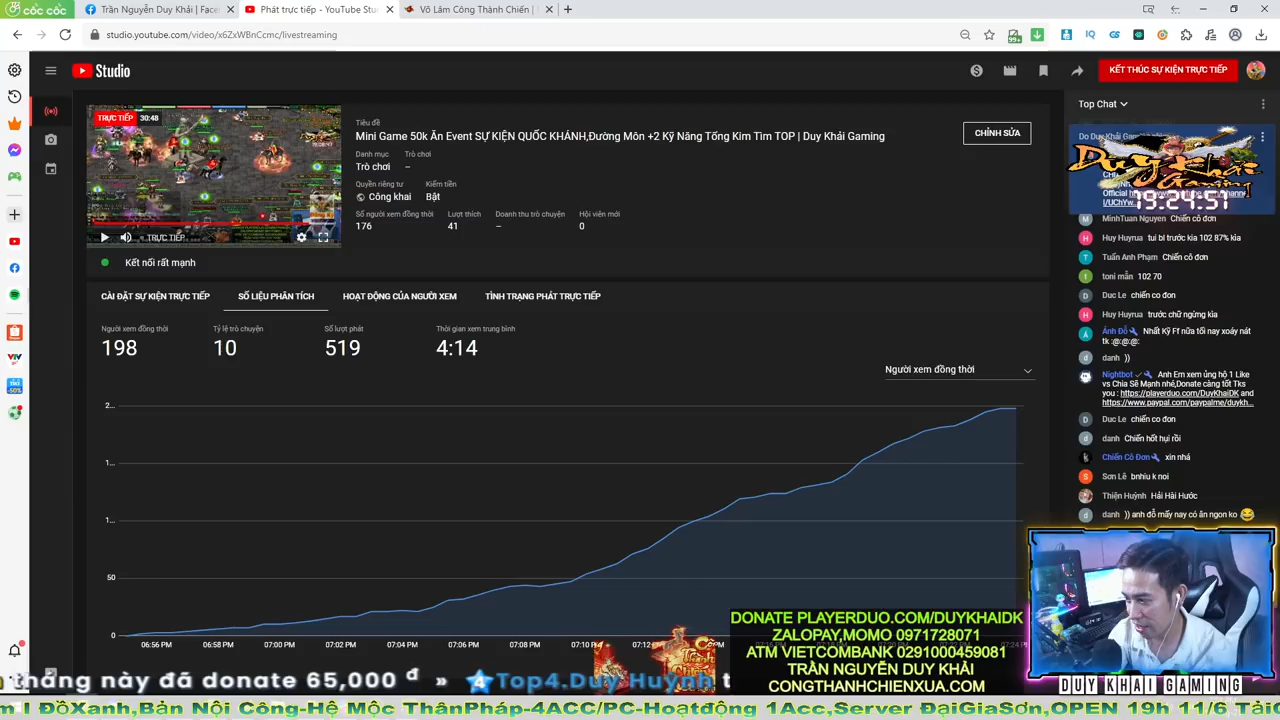 cốc cốc
Trần Nguyễn Duy Khải | Face
Phát trực tiếp - YouTube Stu
Võ Lâm Công Thành Chiến |
studio.youtube.com/video/x6ZxWBnCcmc/livestreaming
99+
Studio
KẾT THÚC SỰ KIỆN TRỰC TIẾP
TRỰC TIẾP 30:48
TRỰC TIẾP...
Tiêu đề
Mini Game 50k Ăn Event SỰ KIỆN QUỐC KHÁNH,Đường Môn +2 Kỹ Năng Tống Kim Tìm TOP | Duy Khải Gaming
CHỈNH SỬA
Danh mục Trò chơi
Trò chơi –
Quyền riêng tư Kiếm tiền
Công khai Bật
Số người xem đồng thời Lượt thích Doanh thu trò chuyện Hội viên mới
176 41 – 0
Kết nối rất mạnh
CÀI ĐẶT SỰ KIỆN TRỰC TIẾP SỐ LIỆU PHÂN TÍCH HOẠT ĐỘNG CỦA NGƯỜI XEM TÌNH TRẠNG PHÁT TRỰC TIẾP
Người xem đồng thời Tỷ lệ trò chuyện Số lượt phát Thời gian xem trung bình
198 10 519 4:14
Người xem đồng thời
2...
1...
1...
50
0
06:56 PM 06:58 PM 07:00 PM 07:02 PM 07:04 PM 07:06 PM 07:08 PM 07:10 P
Top Chat
Duy Khải
19:24:51
MinhTuan Nguyen Chiến cô đơn
Huy Huyrua tui bỉ trước kia 102 87% kìa
Tuấn Anh Phạm Chiến cô đơn
toni mẫn 102 70
Duc Le chiến co đơn
Huy Huyrua trước chữ ngừng kìa
Ánh Đỗ Nhất Kỹ Ff nữa tối nay xoáy nát
tk :@:@:@:
danh ))
Nightbot Anh Em xem ủng hộ 1 Like
vs Chia Sẽ Mạnh nhé,Donate càng tốt Tks
you : https://playerduo.com/DuyKhaiDK and
https://www.paypal.com/paypalme/duykh...
Duc Le chiến co đơn
danh Chiến hốt hụi rồi
Chiến Cô Đơn xin nhá
Sơn Lê bnhiu k noi
Thiện Huỳnh Hải Hài Hước
danh )) anh đỗ mấy nay có ăn ngon ko
DONATE PLAYERDUO.COM/DUYKHAIDK
ZALOPAY,MOMO 0971728071
ATM VIETCOMBANK 0291000459081
TRẦN NGUYỄN DUY KHẢI
CONGTHANHCHIENXUA.COM
DUY KHAI GAMING
tháng này đã donate 65,000 đ » Top4.Duy Huỳnh t
m I ĐồXanh,Bản Nội Công-Hệ Mộc ThânPháp-4ACC/PC-Hoạtđộng 1Acc,Server ĐạiGiaSơn,OPEN 19h 11/6 TảiG